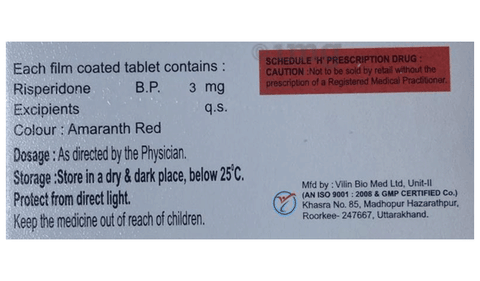 Each film coated tablet contains :
Risperidone B.P. 3 mg
Excipients q.s.
Colour : Amaranth Red
Dosage : As directed by the Physician.
Storage : Store in a dry & dark place, below 25°C.
Protect from direct light.
Keep the medicine out of reach of children.
SCHEDULE 'H' PRESCRIPTION DRUG :
CAUTION :Not to be sold by retail without the
prescription of a Registered Medical Practitioner.
Mfd by : Vilin Bio Med Ltd, Unit-II
(AN ISO 9001 : 2008 & GMP CERTIFIED Co.)
Khasra No. 85, Madhopur Hazarathpur,
Roorkee- 247667, Uttarakhand.